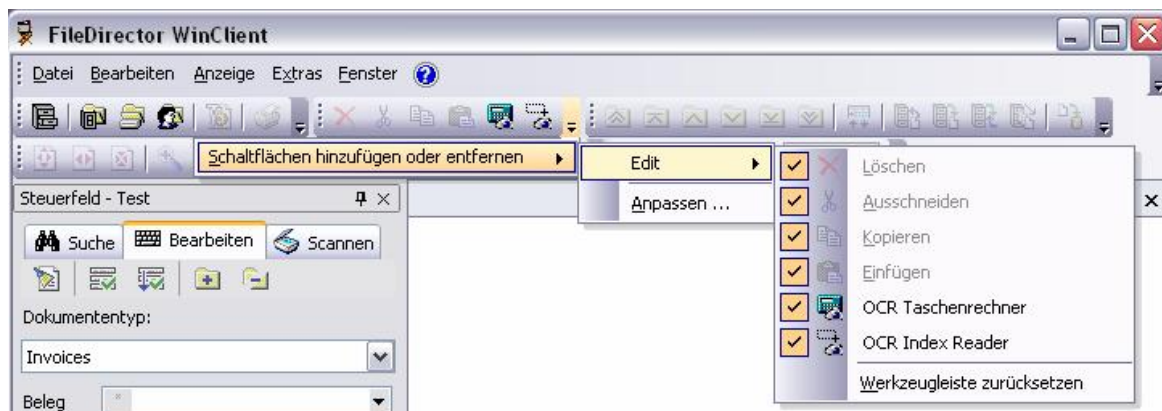 FileDirector WinClient
Datei Bearbeiten Anzeige Extras Fenster
Schaltflächen hinzufügen oder entfernen
Edit
Anpassen ...
Löschen
Ausschneiden
Kopieren
Einfügen
OCR Taschenrechner
OCR Index Reader
Werkzeugleiste zurücksetzen
Steuerfeld - Test
Suche Bearbeiten Scannen
Dokumententyp:
Invoices
Beleg